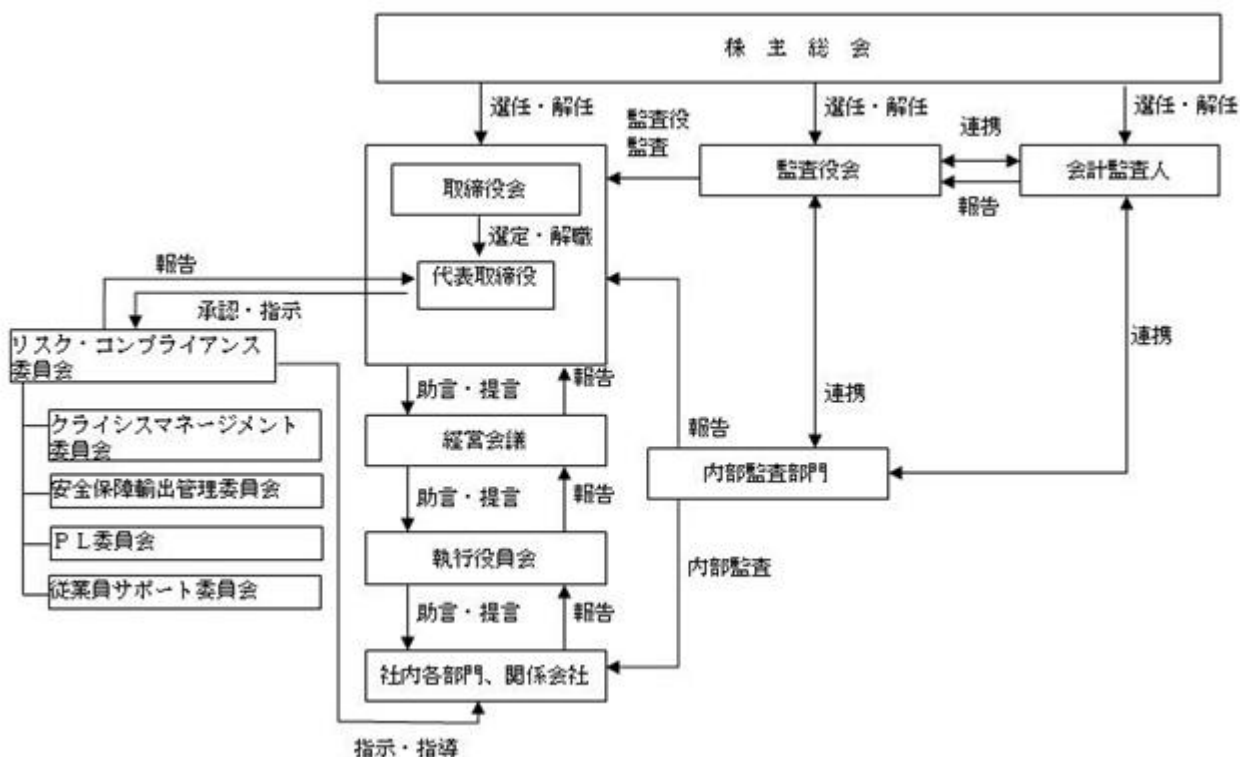 株 主 総 会
選任・解任
選任・解任
選任・解任
監査役
監査
連携
監査役会
会計監査人
報告
取締役会
選定・解職
代表取締役
報告
承認・指示
リスク・コンプライアンス
委員会
連携
連携
助言・提言
報告
クライシスマネージメント
委員会
経営会議
報告
内部監査部門
安全保障輸出管理委員会
助言・提言
報告
ＰＬ委員会
執行役員会
内部監査
従業員サポート委員会
助言・提言
報告
社内各部門、関係会社
指示・指導